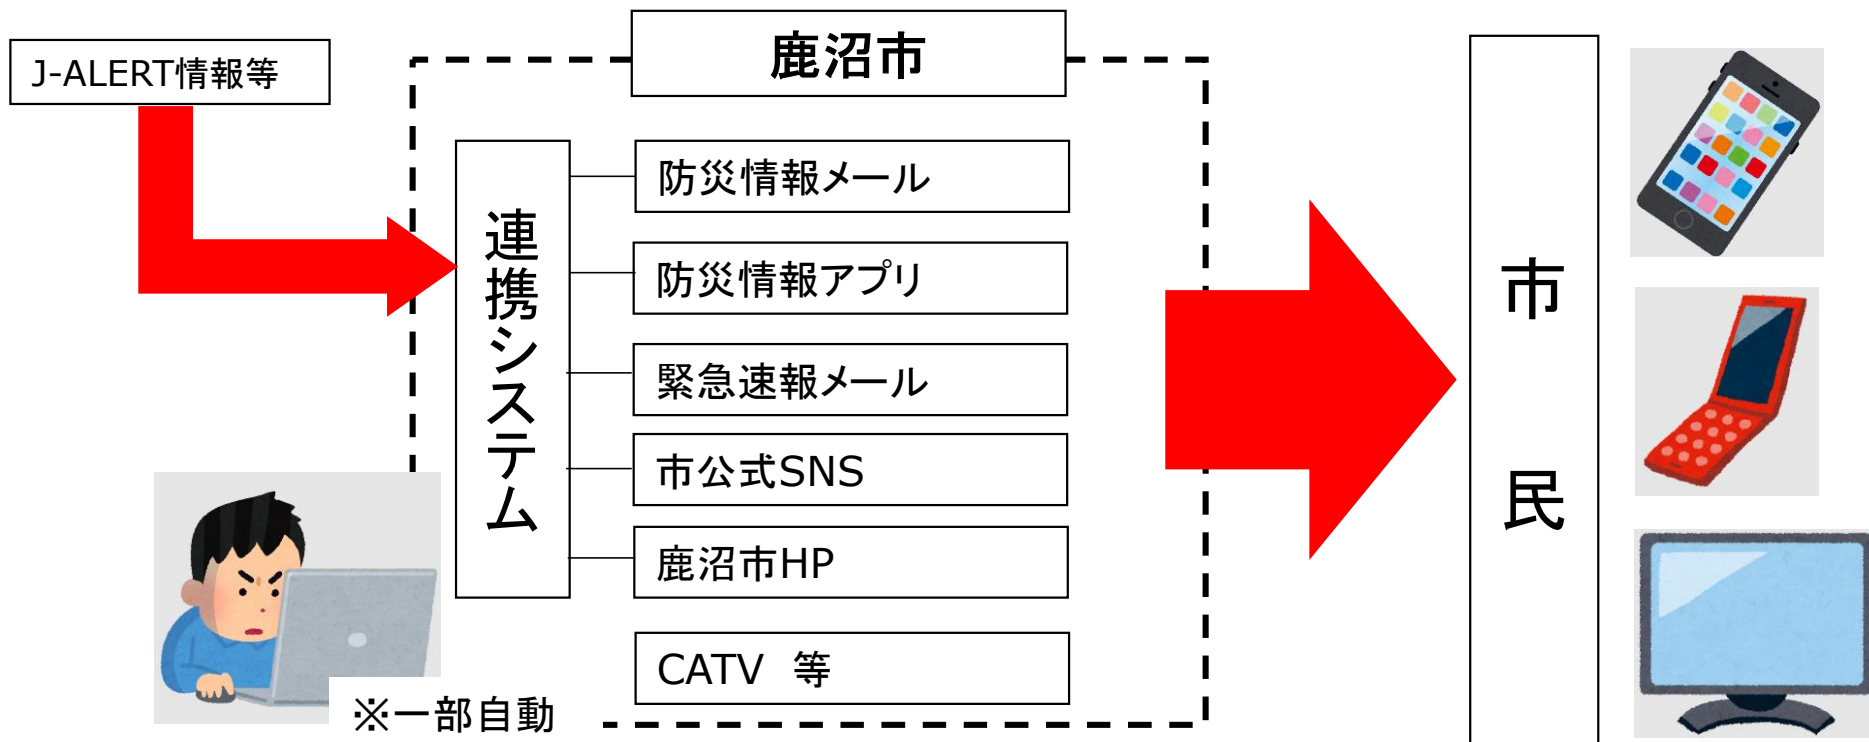 鹿沼市
J-ALERT情報等
連携システム
防災情報メール
防災情報アプリ
緊急速報メール
市公式SNS
鹿沼市HP
CATV 等
※一部自動
市民